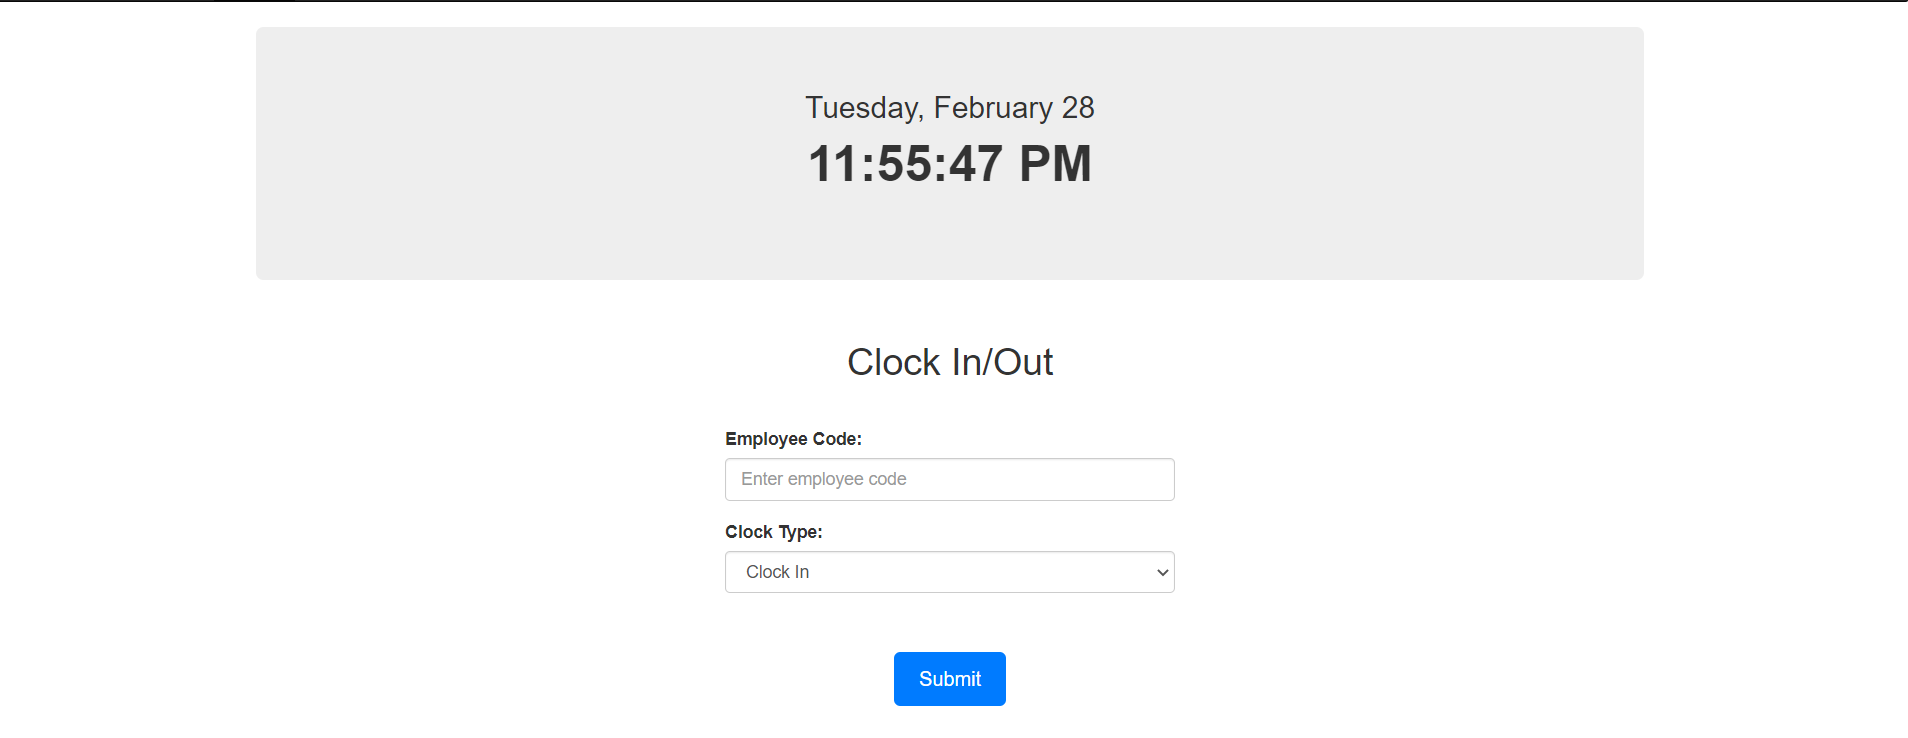 Tuesday, February 28
11:55:47 PM
Clock In/Out
Employee Code:
Enter employee code
Clock Type:
Clock In
Submit